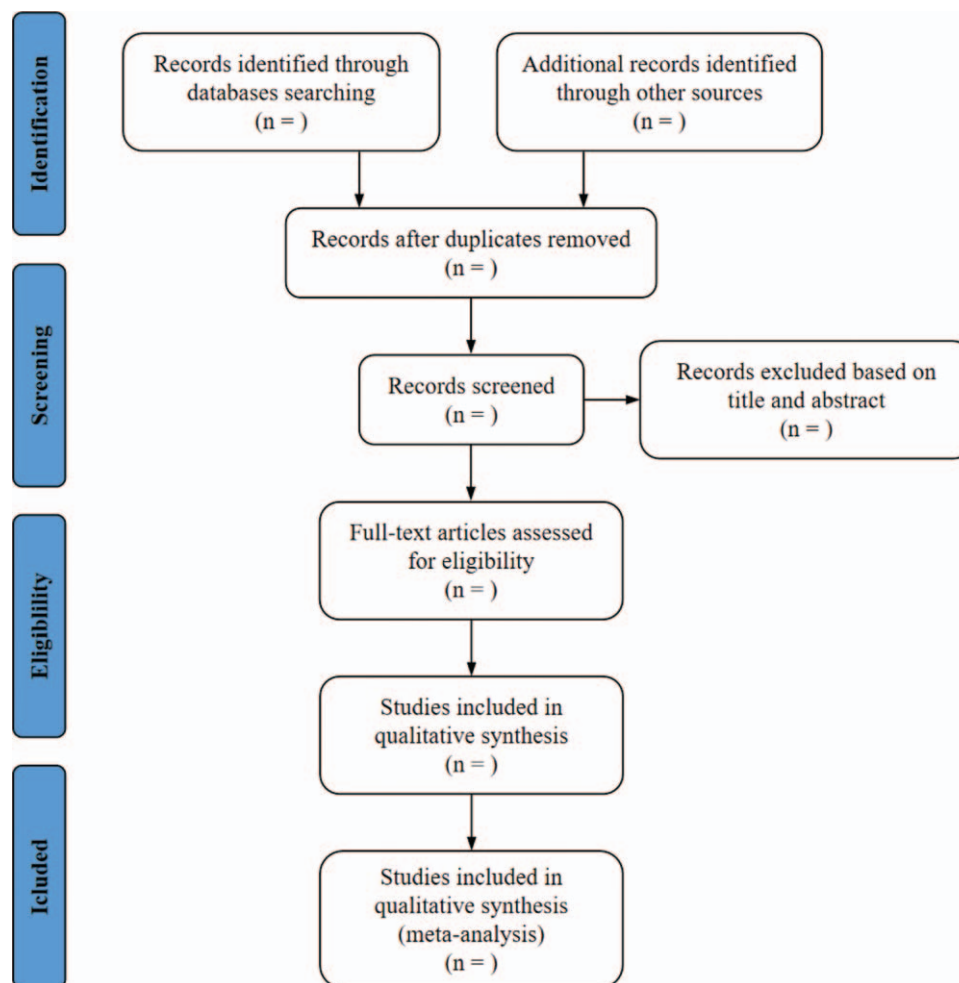 Identification
Records identified through
databases searching
(n = )
Additional records identified
through other sources
(n = )
Records after duplicates removed
(n = )
Screening
Records screened
(n = )
Records excluded based on
title and abstract
(n = )
Eligiblility
Full-text articles assessed
for eligibility
(n = )
Studies included in
qualitative synthesis
(n = )
Icluded
Studies included in
qualitative synthesis
(meta-analysis)
(n = )